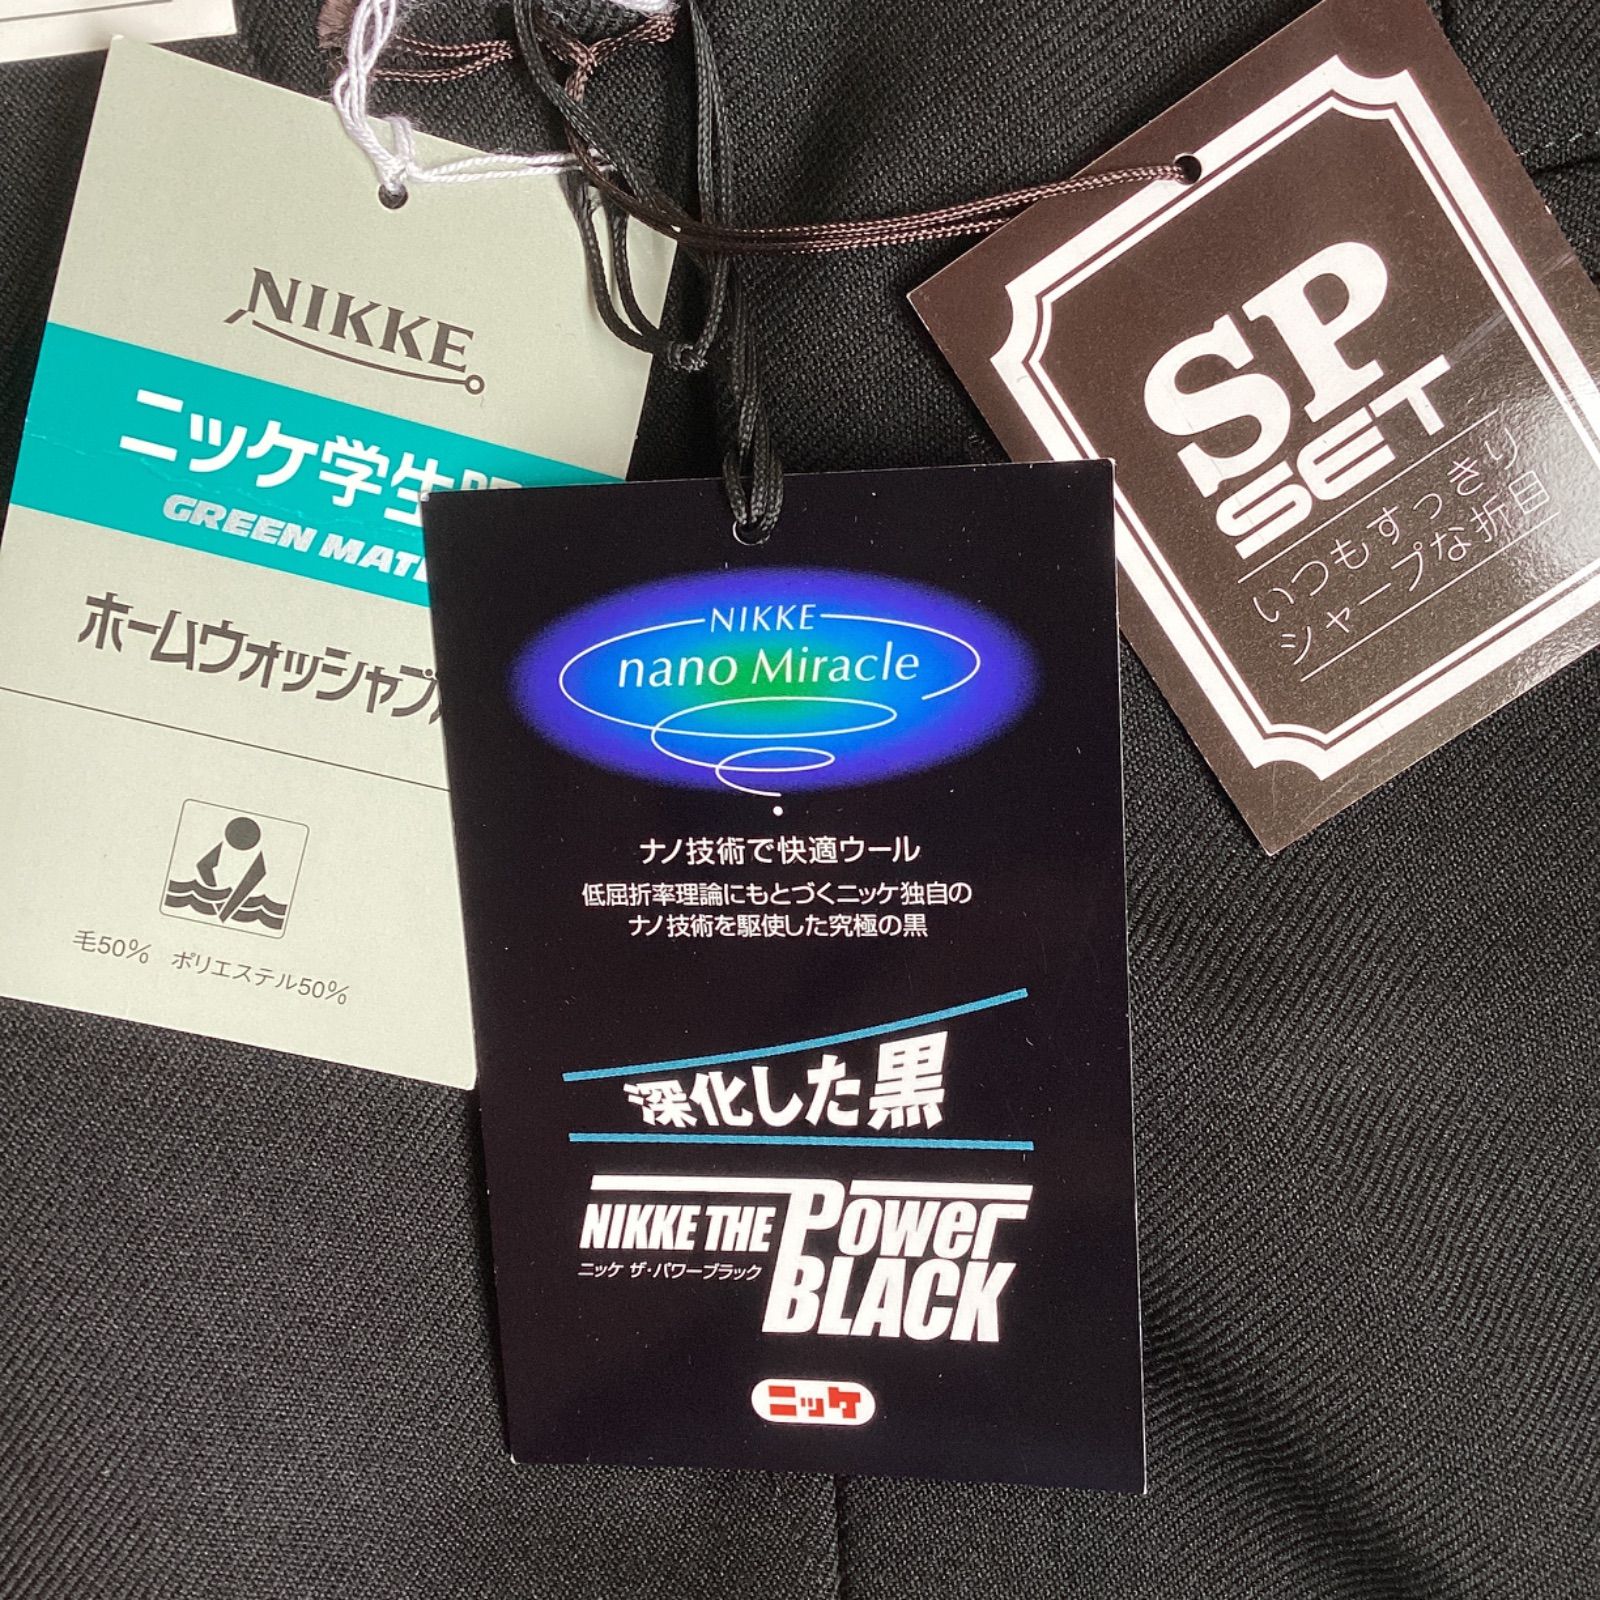 NIKKE
ニッケ学生
GREEN MAT
ホームウォッシャブ
毛50% ポリエステル50%
NIKKE
nano Miracle
ナノ技術で快適ウール
低屈折率理論にもとづくニッケ独自の
ナノ技術を駆使した究極の黒
深化した黒
NIKKE THE Power BLACK
ニッケ ザ・パワーブラック
ニッケ
SP
SET
いつもすっきり
シャープな折目